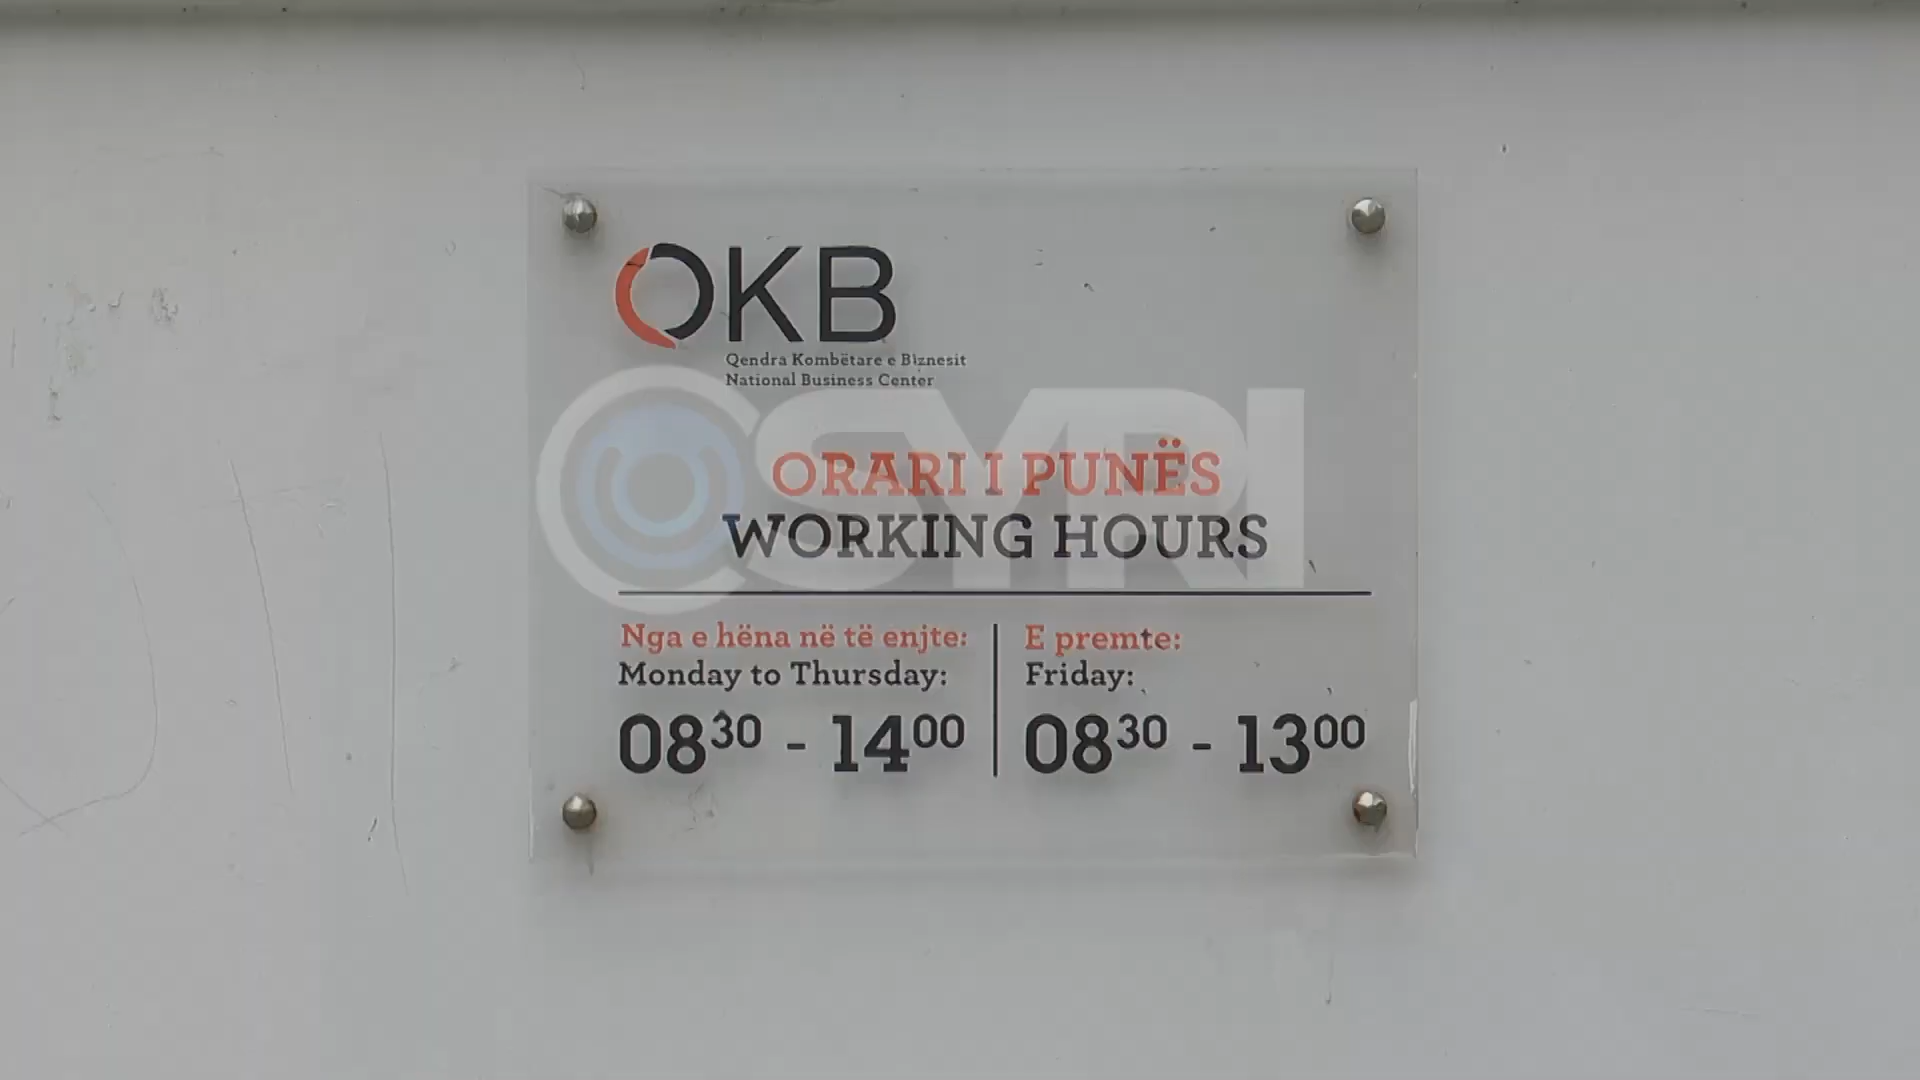 QKB
Qendra Kombëtare e Biznesit
National Business Center
SYRI
ORARI I PUNËS
WORKING HOURS
Nga e hëna në të enjte:
Monday to Thursday:
08³⁰ - 14⁰⁰
E premte:
Friday:
08³⁰ - 13⁰⁰